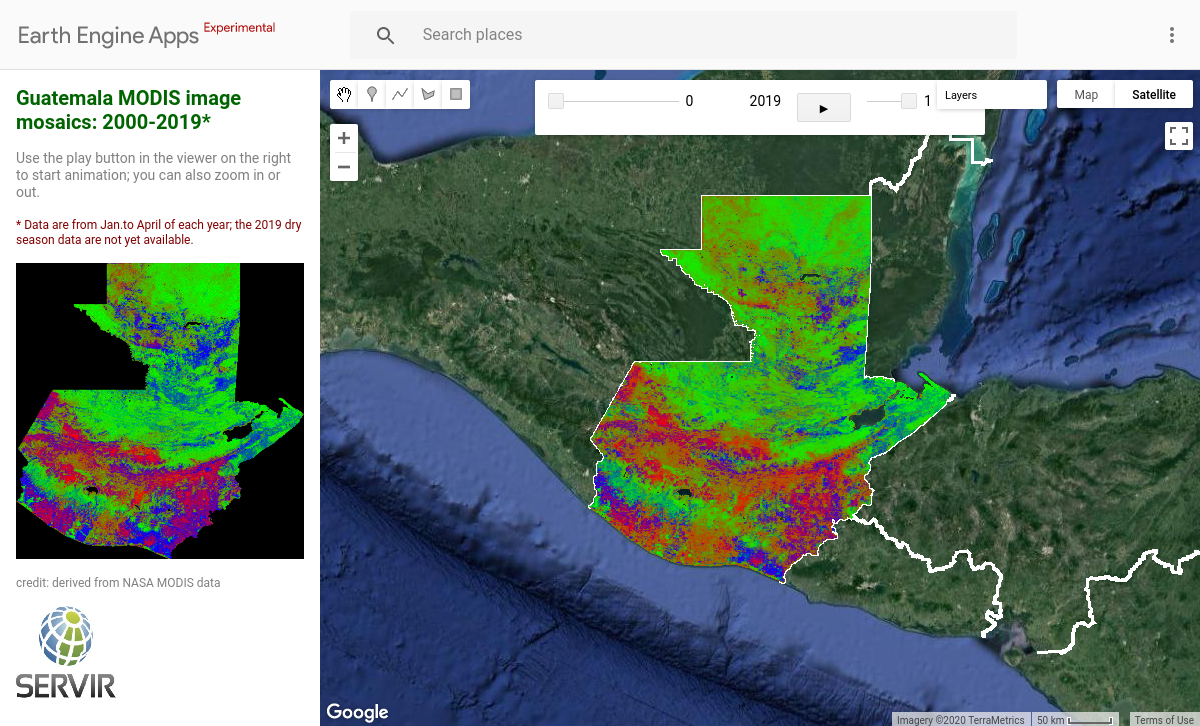 Earth Engine Apps Experimental
Search places
Guatemala MODIS image
mosaics: 2000-2019*
Use the play button in the viewer on the right
to start animation; you can also zoom in or
out.
* Data are from Jan.to April of each year; the 2019 dry
season data are not yet available.
credit: derived from NASA MODIS data
SERVIR
0
2019
1
Layers
Map
Satellite
Google
Imagery ©2020 TerraMetrics
50 km
Terms of Use